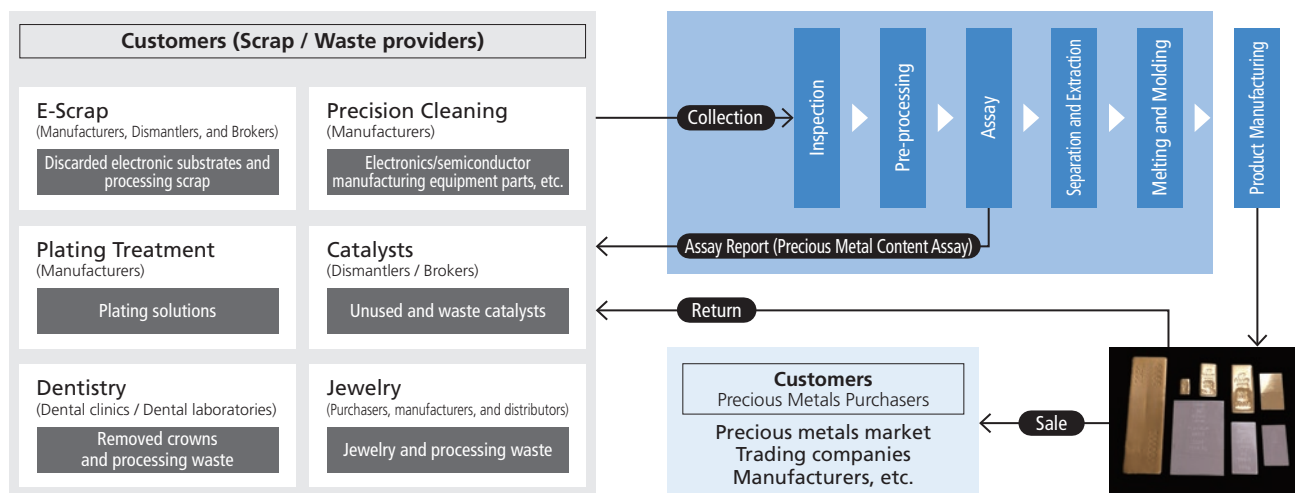 Customers (Scrap / Waste providers)
E-Scrap
(Manufacturers, Dismantlers, and Brokers)
Discarded electronic substrates and
processing scrap
Precision Cleaning
(Manufacturers)
Electronics/semiconductor
manufacturing equipment parts, etc.
Plating Treatment
(Manufacturers)
Plating solutions
Catalysts
(Dismantlers / Brokers)
Unused and waste catalysts
Dentistry
(Dental clinics / Dental laboratories)
Removed crowns
and processing waste
Jewelry
(Purchasers, manufacturers, and distributors)
Jewelry and processing waste
Collection
Inspection
Pre-processing
Assay
Separation and Extraction
Melting and Molding
Product Manufacturing
Assay Report (Precious Metal Content Assay)
Return
Customers
Precious Metals Purchasers
Precious metals market
Trading companies
Manufacturers, etc.
Sale